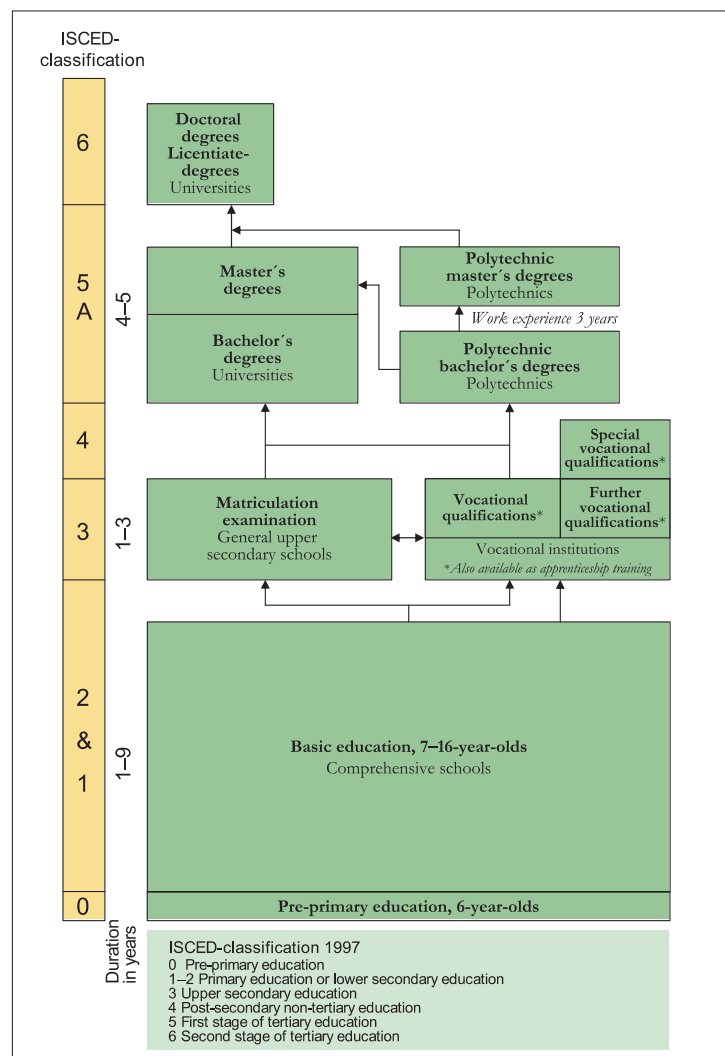 ISCED-
classification
6
Doctoral
degrees
Licentiate-
degrees
Universities
5
A
4–5
Master´s
degrees
Bachelor´s
degrees
Universities
Polytechnic
master´s degrees
Polytechnics
Work experience 3 years
Polytechnic
bachelor´s degrees
Polytechnics
4
Special
vocational
qualifications*
3
1–3
Matriculation
examination
General upper
secondary schools
Vocational
qualifications*
Further
vocational
qualifications*
Vocational institutions
*Also available as apprenticeship training
2
&
1
1–9
Basic education, 7–16-year-olds
Comprehensive schools
0
Pre-primary education, 6-year-olds
Duration
in years
ISCED-classification 1997
0 Pre-primary education
1–2 Primary education or lower secondary education
3 Upper secondary education
4 Post-secondary non-tertiary education
5 First stage of tertiary education
6 Second stage of tertiary education